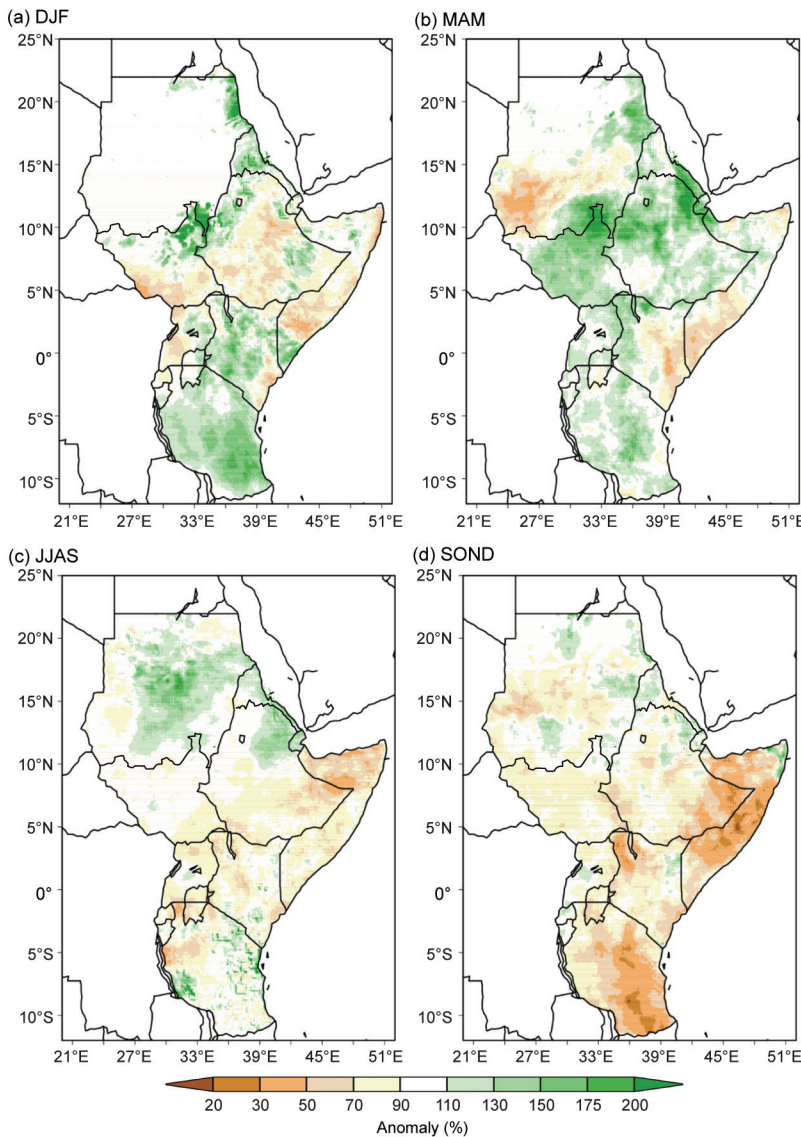 (a) DJF
25°N
20°N
15°N
10°N
5°N
0°
5°S
10°S
21°E 27°E 33°E 39°E 45°E 51°E
(b) MAM
25°N
20°N
15°N
10°N
5°N
0°
5°S
10°S
21°E 27°E 33°E 39°E 45°E 51°E
(c) JJAS
25°N
20°N
15°N
10°N
5°N
0°
5°S
10°S
21°E 27°E 33°E 39°E 45°E 51°E
(d) SOND
25°N
20°N
15°N
10°N
5°N
0°
5°S
10°S
21°E 27°E 33°E 39°E 45°E 51°E
20 30 50 70 90 110 130 150 175 200
Anomaly (%)